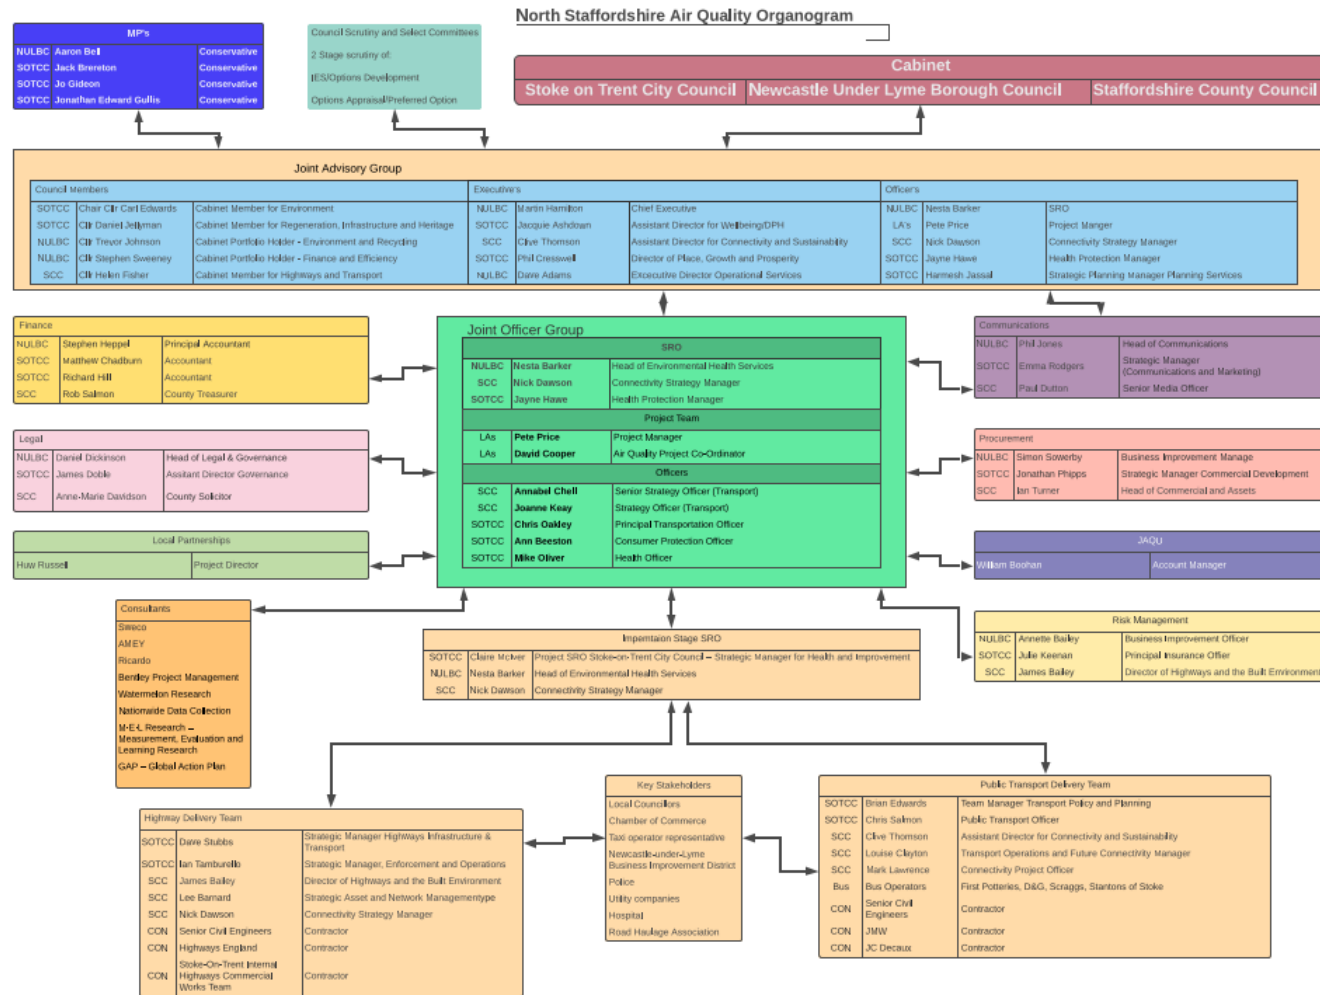 North Staffordshire Air Quality Organogram
MP's
NULBC Aaron Bell Conservative
SOTCC Jack Brereton Conservative
SOTCC Jo Gideon Conservative
SOTCC Jonathan Edward Gullis Conservative
Council Scrutiny and Select Committees
2 Stage scrutiny of:
IES/Options Development
Options Appraisal/Preferred Option
Cabinet
Stoke on Trent City Council Newcastle Under Lyme Borough Council Staffordshire County Council
Joint Advisory Group
Council Members
SOTCC Chair Cllr Carl Edwards Cabinet Member for Environment
SOTCC Cllr Daniel Jellyman Cabinet Member for Regeneration, Infrastructure and Heritage
NULBC Cllr Trevor Johnson Cabinet Portfolio Holder - Environment and Recycling
NULBC Cllr Stephen Sweeney Cabinet Portfolio Holder - Finance and Efficiency
SCC Cllr Helen Fisher Cabinet Member for Highways and Transport
Executive's
NULBC Martin Hamilton Chief Executive
SOTCC Jacquie Ashdown Assistant Director for Wellbeing/DPH
SCC Clive Thomson Assistant Director for Connectivity and Sustainability
SOTCC Phil Cresswell Director of Place, Growth and Prosperity
NULBC Dave Adams Excecutive Director Operational Services
Officer's
NULBC Nesta Barker SRO
LA's Pete Price Project Manger
SCC Nick Dawson Connectivity Strategy Manager
SOTCC Jayne Hawe Health Protection Manager
SOTCC Harmesh Jassal Strategic Planning Manager Planning Services
Finance
NULBC Stephen Heppel Principal Accountant
SOTCC Matthew Chadburn Accountant
SOTCC Richard Hill Accountant
SCC Rob Salmon County Treasurer
Legal
NULBC Daniel Dickinson Head of Legal & Governance
SOTCC James Doble Assitant Director Governance
SCC Anne-Marie Davidson County Solicitor
Local Partnerships
Huw Russell Project Director
Joint Officer Group
SRO
NULBC Nesta Barker Head of Environmental Health Services
SCC Nick Dawson Connectivity Strategy Manager
SOTCC Jayne Hawe Health Protection Manager
Project Team
LAs Pete Price Project Manager
LAs David Cooper Air Quality Project Co-Ordinator
Officers
SCC Annabel Chell Senior Strategy Officer (Transport)
SCC Joanne Keay Strategy Officer (Transport)
SOTCC Chris Oakley Principal Transportation Officer
SOTCC Ann Beeston Consumer Protection Officer
SOTCC Mike Oliver Health Officer
Communications
NULBC Phil Jones Head of Communications
SOTCC Emma Rodgers Strategic Manager
(Communications and Marketing)
SCC Paul Dutton Senior Media Officer
Procurement
NULBC Simon Sowerby Business Improvement Manage
SOTCC Jonathan Phipps Strategic Manager Commercial Development
SCC Ian Turner Head of Commercial and Assets
JAQU
William Boohan Account Manager
Risk Management
NULBC Annette Bailey Business Improvement Officer
SOTCC Julie Keenan Principal Insurance Offier
SCC James Bailey Director of Highways and the Built Environment
Consultants
Sweco
AMEY
Ricardo
Bentley Project Management
Watermelon Research
Nationwide Data Collection
M·E·L Research –
Measurement, Evaluation and
Learning Research
GAP – Global Action Plan
Impemtaion Stage SRO
SOTCC Claire McIver Project SRO Stoke-on-Trent City Council – Strategic Manager for Health and Improvement
NULBC Nesta Barker Head of Environmental Health Services
SCC Nick Dawson Connectivity Strategy Manager
Highway Delivery Team
SOTCC Dave Stubbs Strategic Manager Highways Infrastructure &
Transport
SOTCC Ian Tamburello Strategic Manager, Enforcement and Operations
SCC James Bailey Director of Highways and the Built Environment
SCC Lee Barnard Strategic Asset and Network Managementype
SCC Nick Dawson Connectivity Strategy Manager
CON Senior Civil Engineers Contractor
CON Highways England Contractor
CON Stoke-On-Trent Internal
Highways Commercial
Works Team
Contractor
Key Stakeholders
Local Councillors
Chamber of Commerce
Taxi operator representative
Newcastle-under-Lyme
Business Improvement District
Police
Utility companies
Hospital
Road Haulage Association
Public Transport Delivery Team
SOTCC Brian Edwards Team Manager Transport Policy and Planning
SOTCC Chris Salmon Public Transport Officer
SCC Clive Thomson Assistant Director for Connectivity and Sustainability
SCC Louise Clayton Transport Operations and Future Connectivity Manager
SCC Mark Lawrence Connectivity Project Officer
Bus Bus Operators First Potteries, D&G, Scraggs, Stantons of Stoke
CON Senior Civil
Engineers
Contractor
CON JMW Contractor
CON JC Decaux Contractor